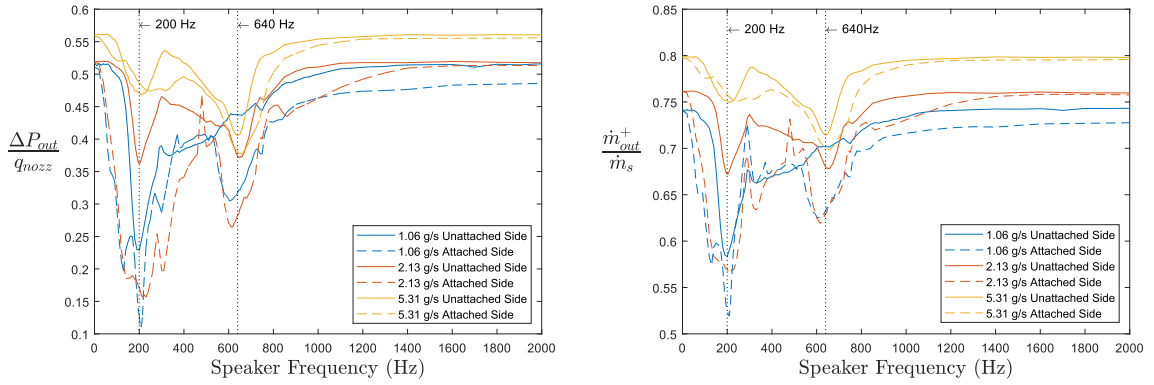 0.6
0.55
0.5
0.45
0.4
0.35
0.3
0.25
0.2
0.15
0.1
ΔP_out
q_nozz
← 200 Hz
← 640 Hz
1.06 g/s Unattached Side
1.06 g/s Attached Side
2.13 g/s Unattached Side
2.13 g/s Attached Side
5.31 g/s Unattached Side
5.31 g/s Attached Side
0 200 400 600 800 1000 1200 1400 1600 1800 2000
Speaker Frequency (Hz)
0.85
0.8
0.75
0.7
0.65
0.6
0.55
0.5
ṁ⁺_out
ṁ_s
← 200 Hz
← 640Hz
1.06 g/s Unattached Side
1.06 g/s Attached Side
2.13 g/s Unattached Side
2.13 g/s Attached Side
5.31 g/s Unattached Side
5.31 g/s Attached Side
0 200 400 600 800 1000 1200 1400 1600 1800 2000
Speaker Frequency (Hz)